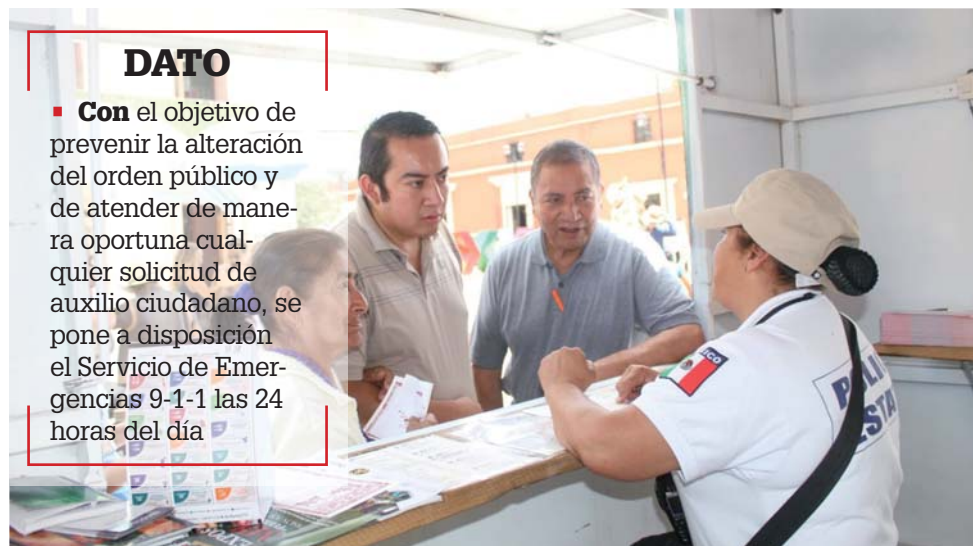 DATO
▪ Con el objetivo de
prevenir la alteración
del orden público y
de atender de mane-
ra oportuna cual-
quier solicitud de
auxilio ciudadano, se
pone a disposición
el Servicio de Emer-
gencias 9-1-1 las 24
horas del día